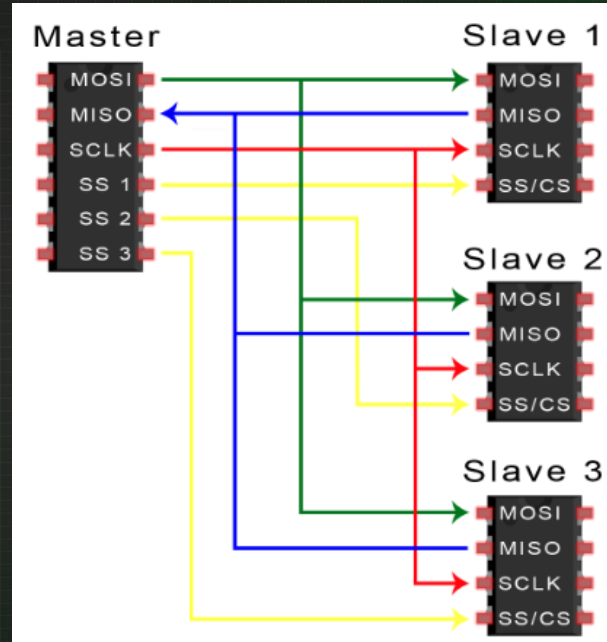 Master
MOSI
MISO
SCLK
SS 1
SS 2
SS 3
Slave 1
MOSI
MISO
SCLK
SS/CS
Slave 2
MOSI
MISO
SCLK
SS/CS
Slave 3
MOSI
MISO
SCLK
SS/CS